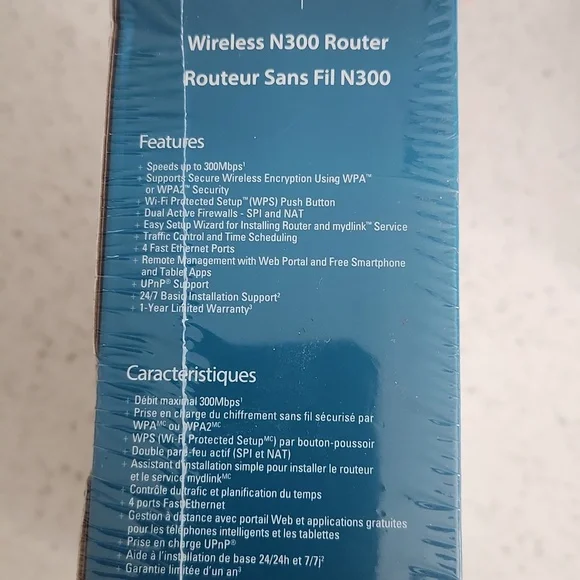 Wireless N300 Router
Routeur Sans Fil N300
Features
+ Speeds up to 300Mbps¹
+ Supports Secure Wireless Encryption Using WPA™
or WPA2™ Security
+ Wi-Fi Protected Setup™ (WPS) Push Button
+ Dual Active Firewalls - SPI and NAT
+ Easy Setup Wizard for Installing Router and mydlink™ Service
+ Traffic Control and Time Scheduling
+ 4 Fast Ethernet Ports
+ Remote Management with Web Portal and Free Smartphone
and Tablet Apps
+ UPnP® Support
+ 24/7 Basic Installation Support²
+ 1-Year Limited Warranty³
Caractéristiques
+ Débit maximal 300Mbps¹
+ Prise en charge du chiffrement sans fil sécurisé par
WPAᴹᶜ ou WPA2ᴹᶜ
+ WPS (Wi-Fi Protected Setupᴹᶜ) par bouton-poussoir
+ Double pare-feu actif (SPI et NAT)
+ Assistant d'installation simple pour installer le routeur
et le service mydlinkᴹᶜ
+ Contrôle du trafic et planification du temps
+ 4 ports Fast Ethernet
+ Gestion à distance avec portail Web et applications gratuites
pour les téléphones intelligents et les tablettes
+ Prise en charge UPnP®
+ Aide à l'installation de base 24/24h et 7/7j²
+ Garantie limitée d'un an³